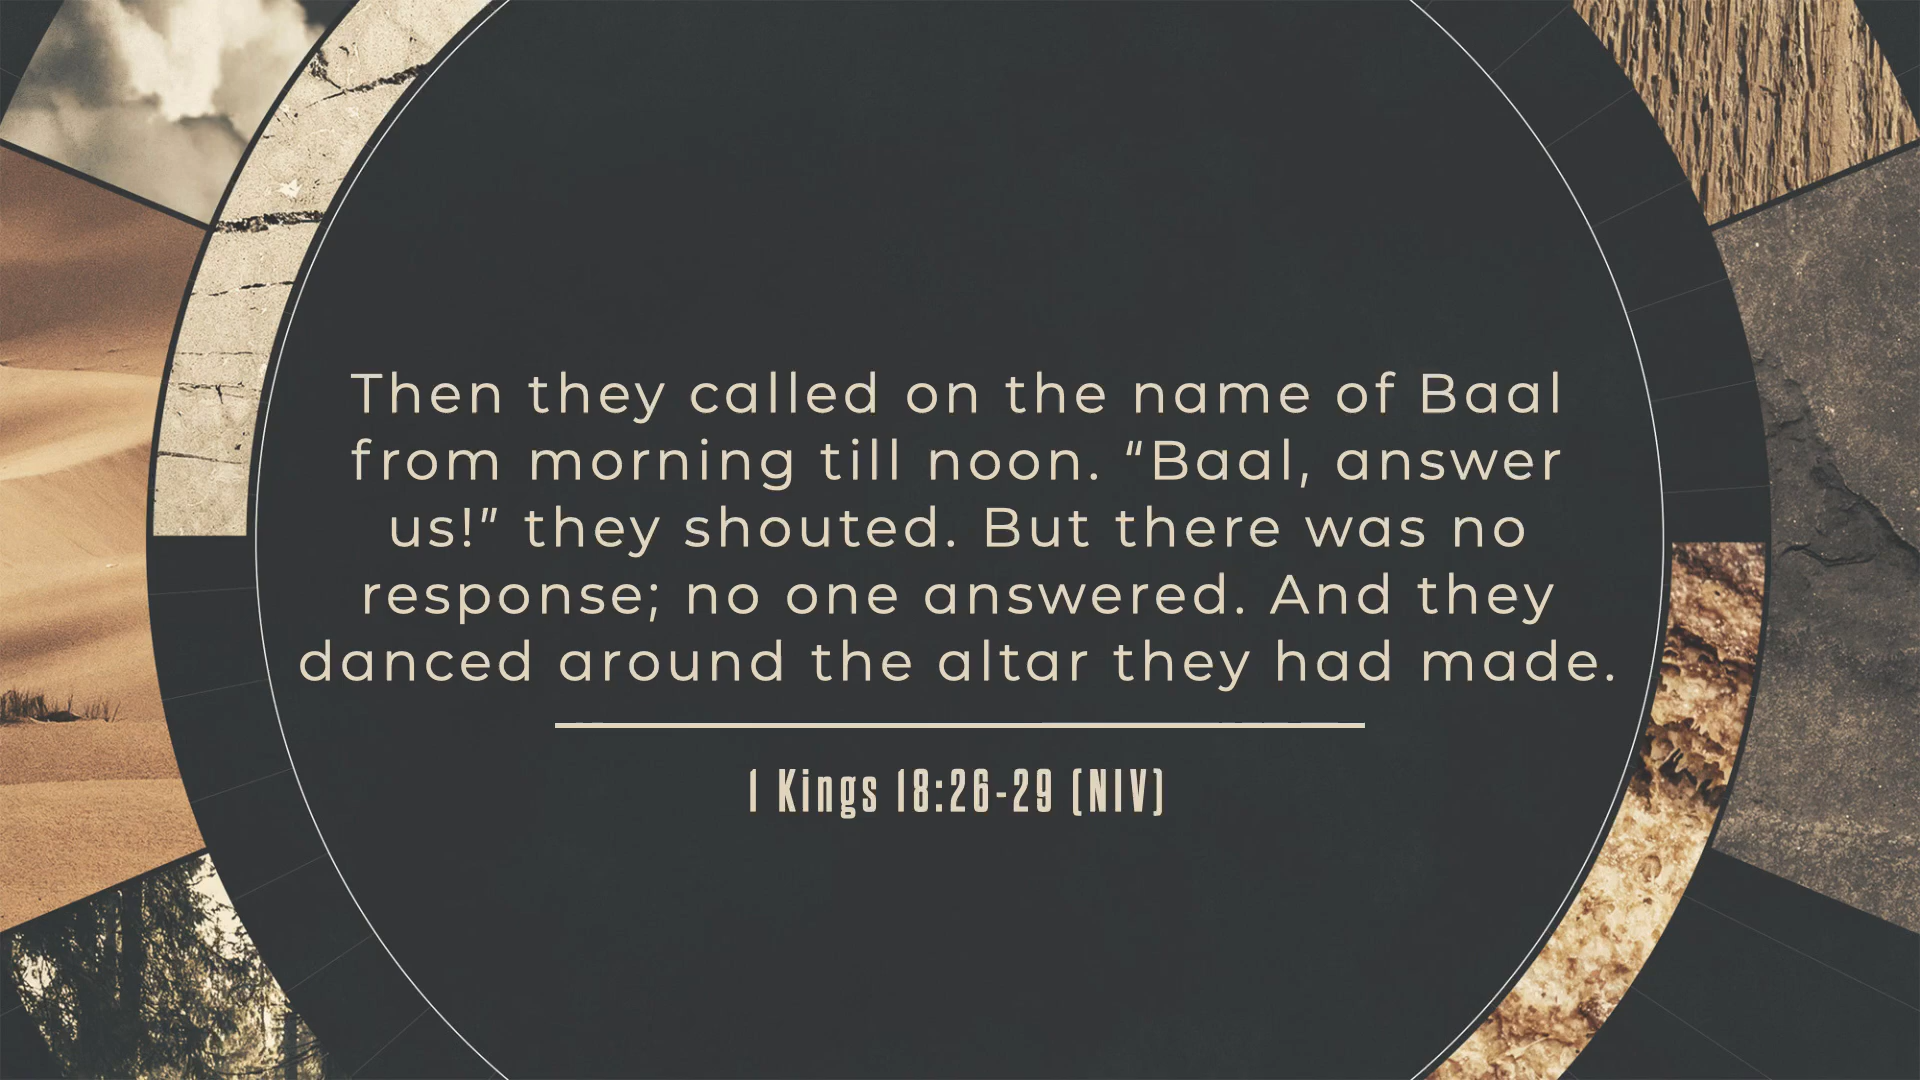 Then they called on the name of Baal
from morning till noon. “Baal, answer
us!” they shouted. But there was no
response; no one answered. And they
danced around the altar they had made.
1 Kings 18:26-29 (NIV)